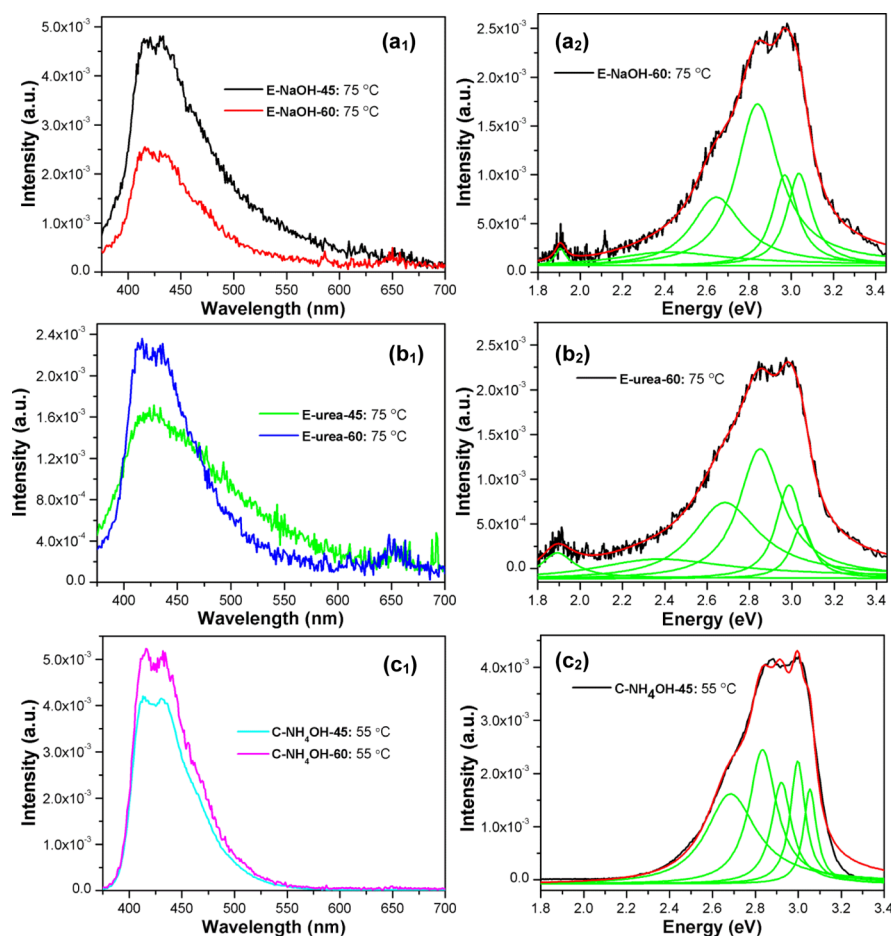 (a1)
E-NaOH-45: 75 °C
E-NaOH-60: 75 °C
5.0x10⁻³
4.0x10⁻³
3.0x10⁻³
2.0x10⁻³
1.0x10⁻³
0.0
Intensity (a.u.)
400 450 500 550 600 650 700
Wavelength (nm)
(a2)
E-NaOH-60: 75 °C
2.5x10⁻³
2.0x10⁻³
1.5x10⁻³
1.0x10⁻³
5.0x10⁻⁴
0.0
Intensity (a.u.)
1.8 2.0 2.2 2.4 2.6 2.8 3.0 3.2 3.4
Energy (eV)
(b1)
E-urea-45: 75 °C
E-urea-60: 75 °C
2.4x10⁻³
2.0x10⁻³
1.6x10⁻³
1.2x10⁻³
8.0x10⁻⁴
4.0x10⁻⁴
0.0
Intensity (a.u.)
400 450 500 550 600 650 700
Wavelength (nm)
(b2)
E-urea-60: 75 °C
2.5x10⁻³
2.0x10⁻³
1.5x10⁻³
1.0x10⁻³
5.0x10⁻⁴
0.0
Intensity (a.u.)
1.8 2.0 2.2 2.4 2.6 2.8 3.0 3.2 3.4
Energy (eV)
(c1)
C-NH4OH-45: 55 °C
C-NH4OH-60: 55 °C
5.0x10⁻³
4.0x10⁻³
3.0x10⁻³
2.0x10⁻³
1.0x10⁻³
0.0
Intensity (a.u.)
400 450 500 550 600 650 700
Wavelength (nm)
(c2)
C-NH4OH-45: 55 °C
4.0x10⁻³
3.0x10⁻³
2.0x10⁻³
1.0x10⁻³
0.0
Intensity (a.u.)
1.8 2.0 2.2 2.4 2.6 2.8 3.0 3.2 3.4
Energy (eV)